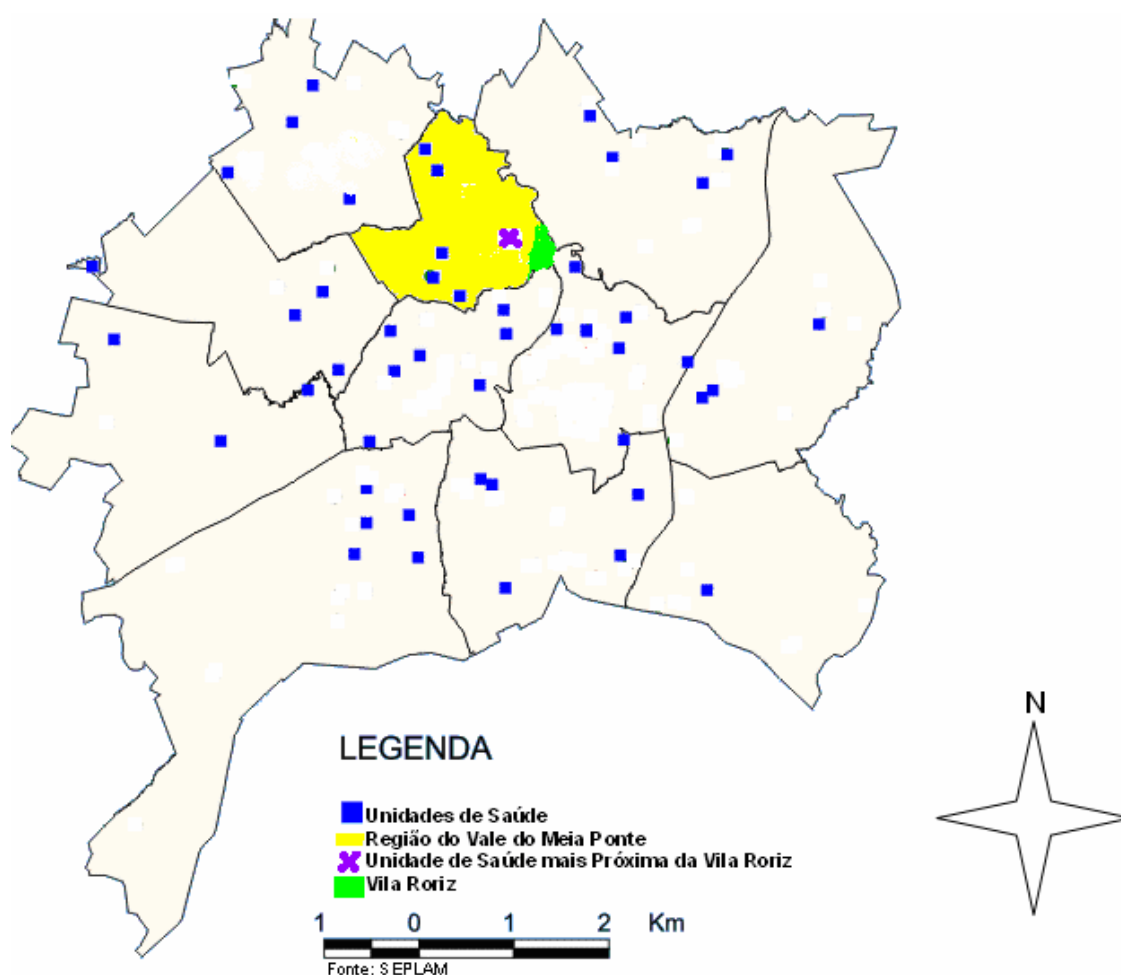 N
LEGENDA
Unidades de Saúde
Região do Vale do Meia Ponte
Unidade de Saúde mais Próxima da Vila Roriz
Vila Roriz
1 0 1 2 Km
Fonte: SEPLAM